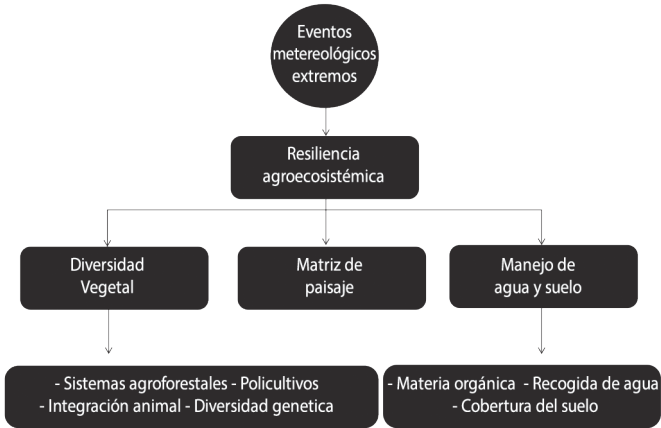 Eventos
metereológicos
extremos
Resiliencia
agroecosistémica
Diversidad
Vegetal
Matriz de
paisaje
Manejo de
agua y suelo
- Sistemas agroforestales - Policultivos
- Integración animal - Diversidad genetica
- Materia orgánica - Recogida de agua
- Cobertura del suelo